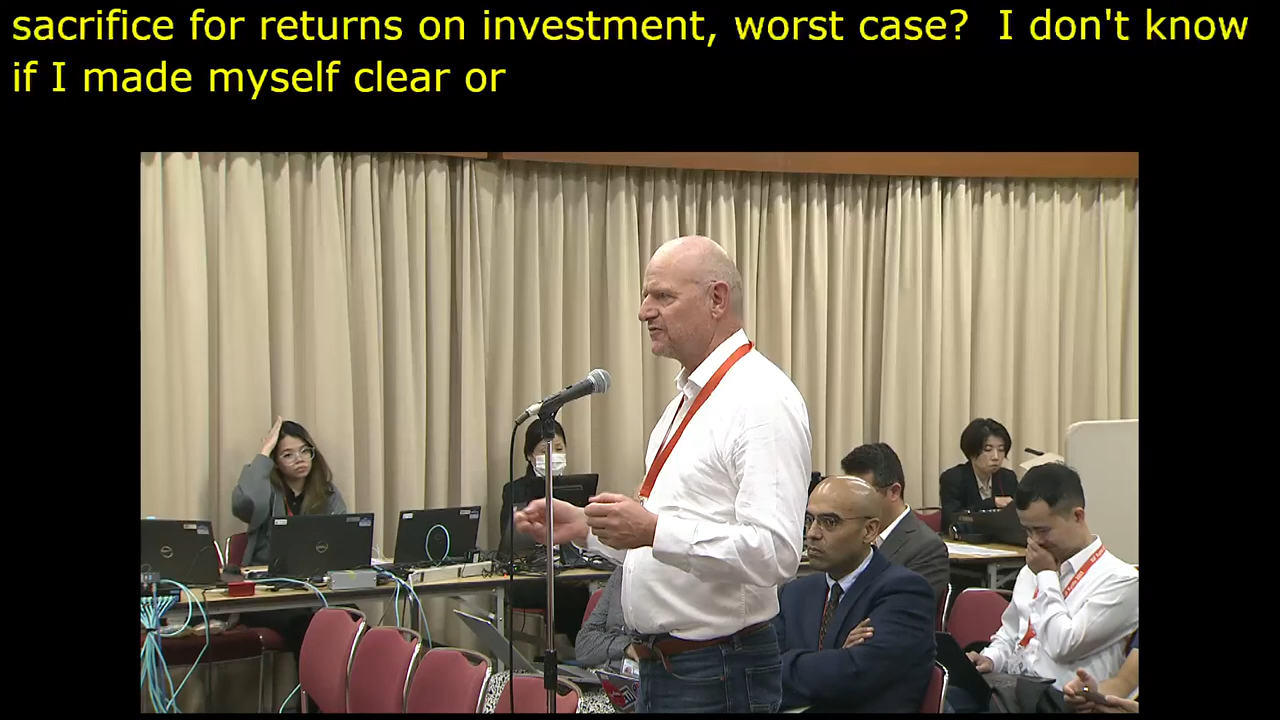 sacrifice for returns on investment, worst case?  I don't know
if I made myself clear or